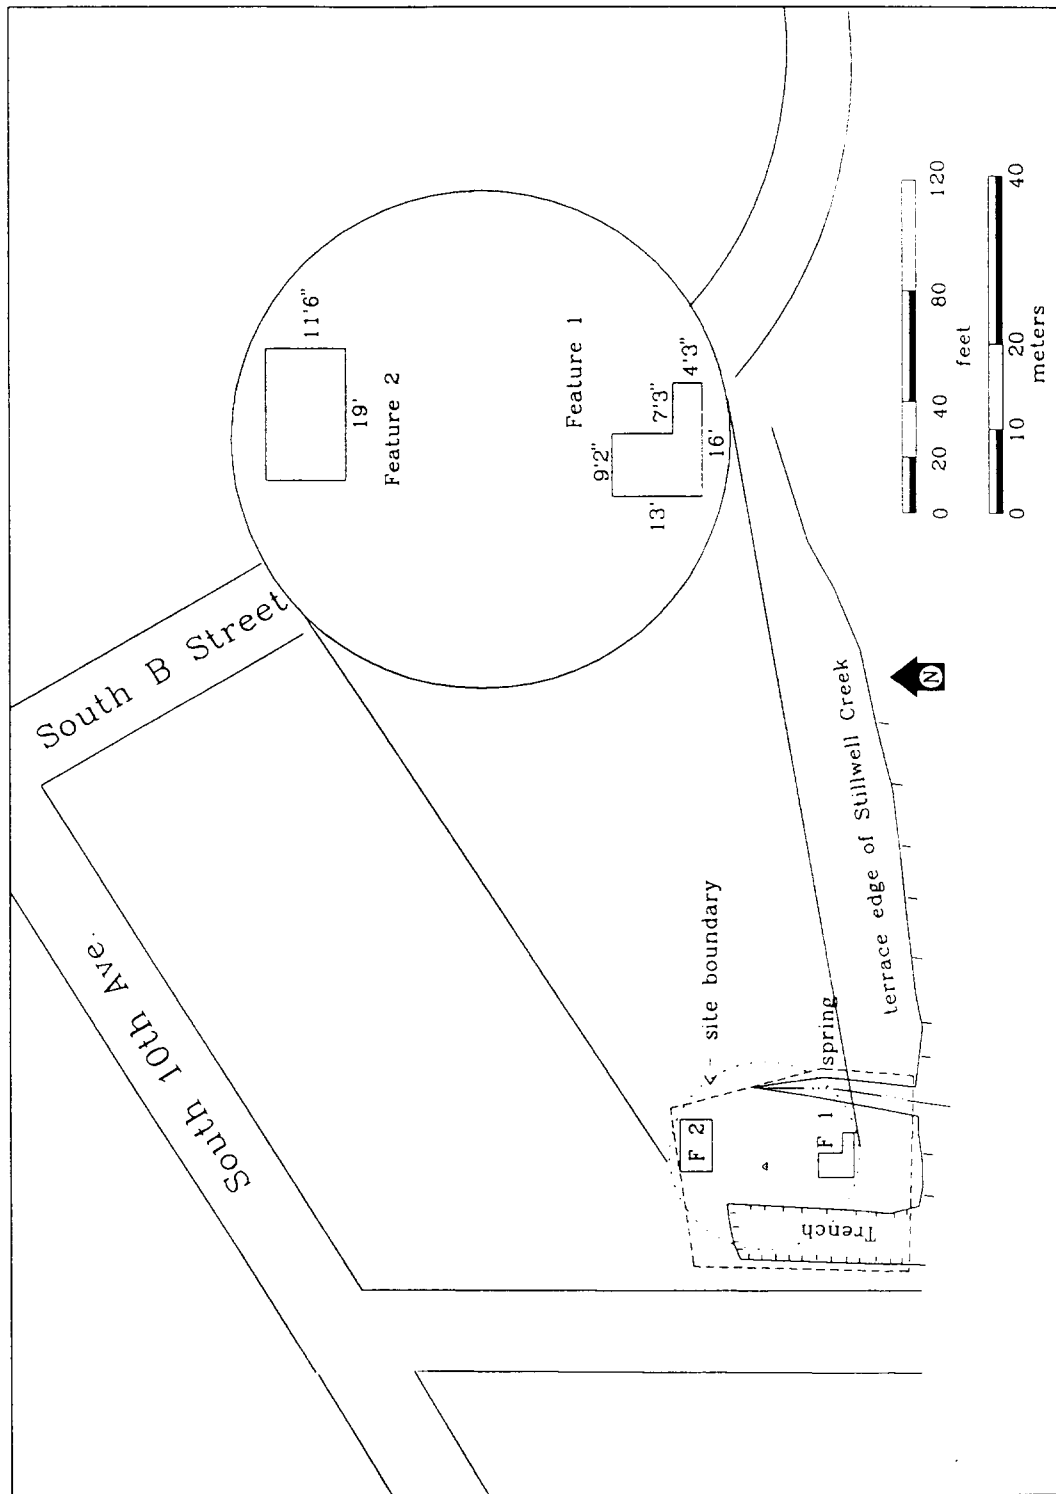 South B Street
South 10th Ave.
11'6"
19'
Feature 2
Feature 1
9'2"
7'3"
4'3"
13'
16'
site boundary
F 2
F 1
spring
Trench
terrace edge of Stillwell Creek
N
0 20 40 80 120
feet
0 10 20 40
meters